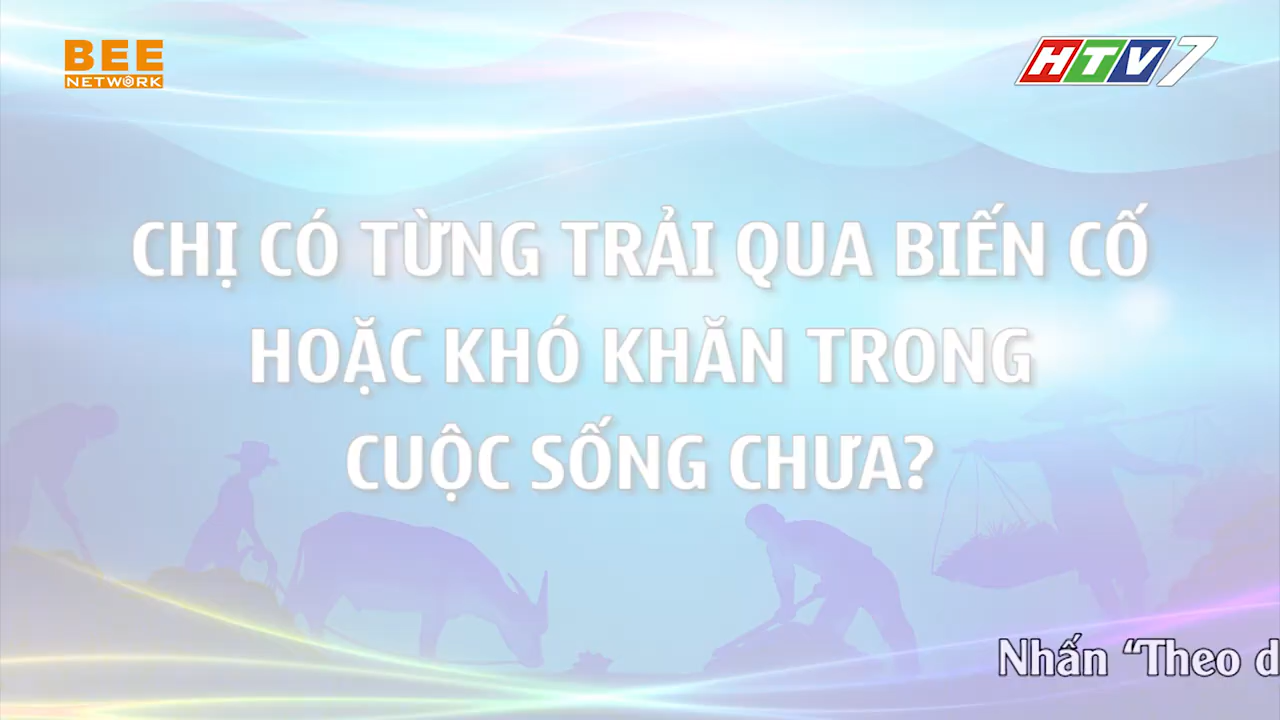 BEE
NETWORK
HTV7
CHỊ CÓ TỪNG TRẢI QUA BIẾN CỐ
HOẶC KHÓ KHĂN TRONG
CUỘC SỐNG CHƯA?
Nhấn “Theo d